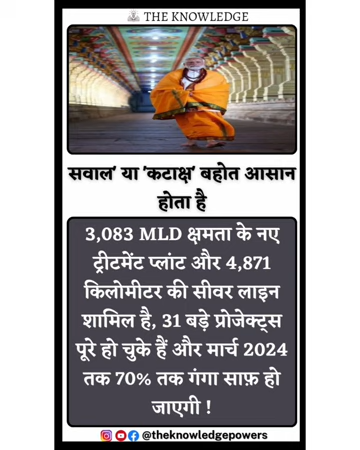 THE KNOWLEDGE
सवाल' या 'कटाक्ष' बहोत आसान
होता है
3,083 MLD क्षमता के नए
ट्रीटमेंट प्लांट और 4,871
किलोमीटर की सीवर लाइन
शामिल है, 31 बड़े प्रोजेक्ट्स
पूरे हो चुके हैं और मार्च 2024
तक 70% तक गंगा साफ़ हो
जाएगी !
@theknowledgepowers